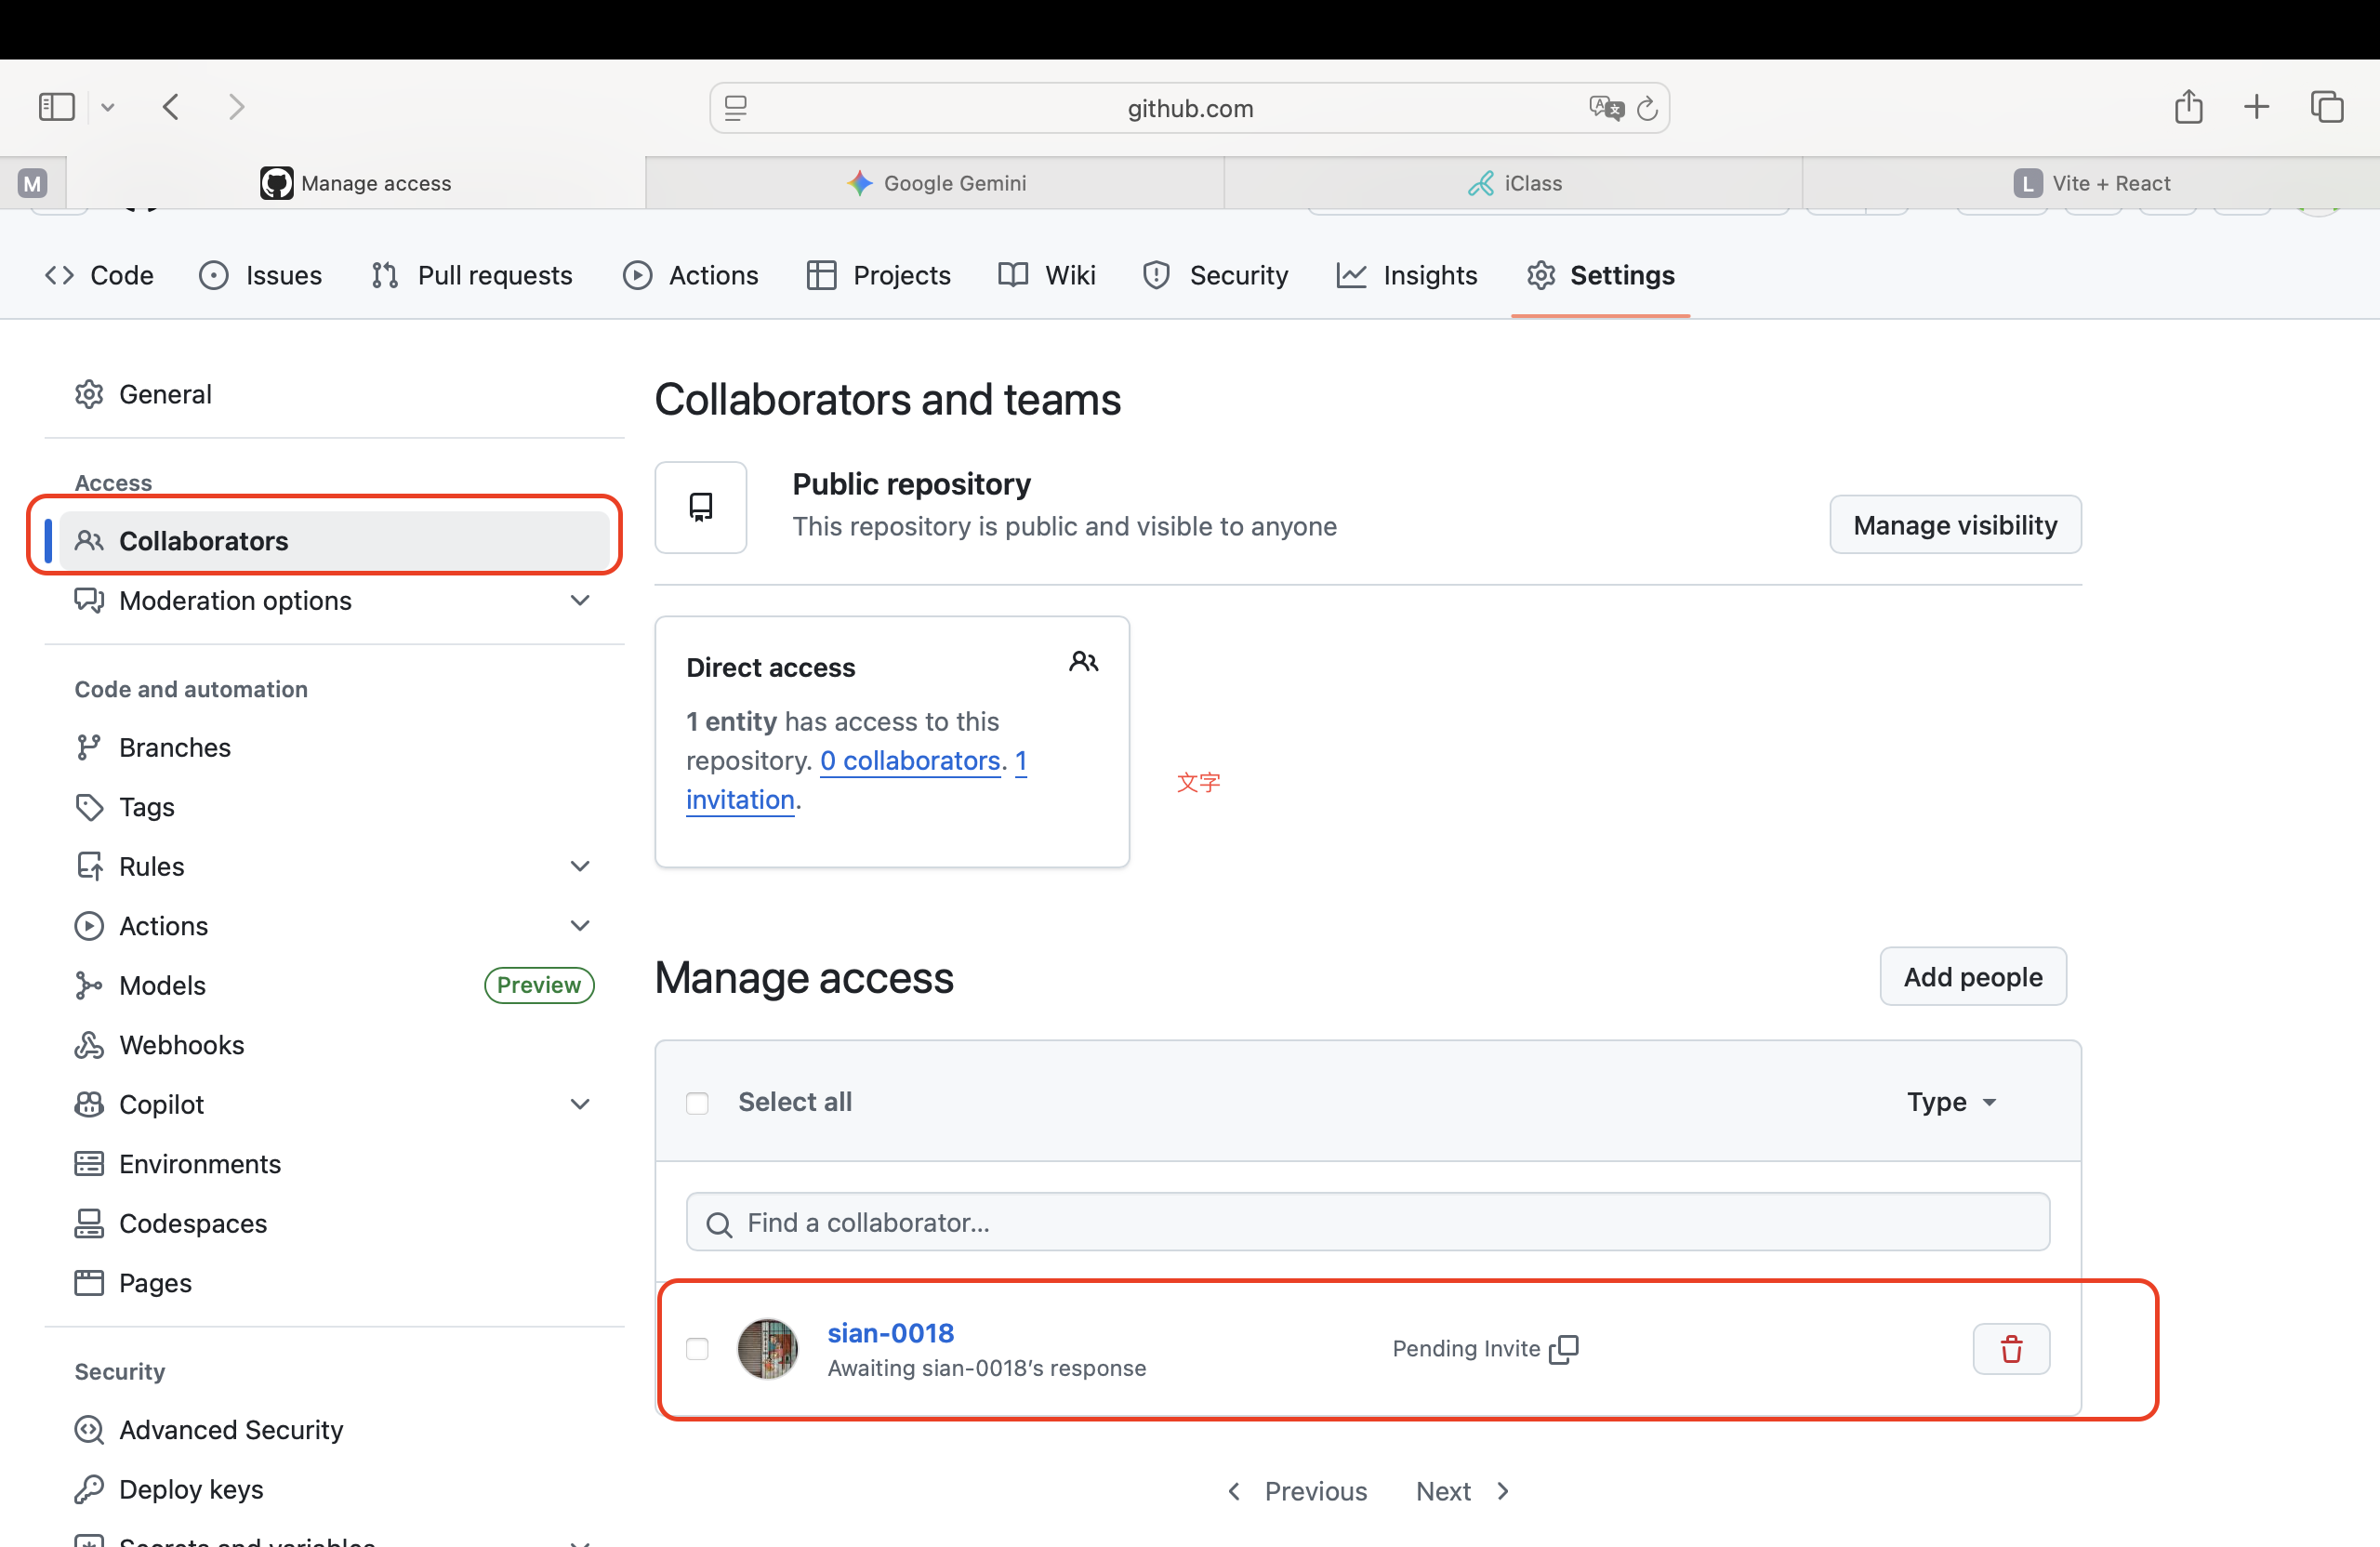 github.com
M
Manage access
Google Gemini
iClass
L
Vite + React
Code
Issues
Pull requests
Actions
Projects
Wiki
Security
Insights
Settings
General
Access
Collaborators
Moderation options
Code and automation
Branches
Tags
Rules
Actions
Models
Preview
Webhooks
Copilot
Environments
Codespaces
Pages
Security
Advanced Security
Deploy keys
Secrets and variables
Collaborators and teams
Public repository
This repository is public and visible to anyone
Manage visibility
Direct access
1 entity has access to this
repository. 0 collaborators. 1
invitation.
文字
Manage access
Add people
Select all
Type
Find a collaborator...
sian-0018
Awaiting sian-0018’s response
Pending Invite
Previous
Next